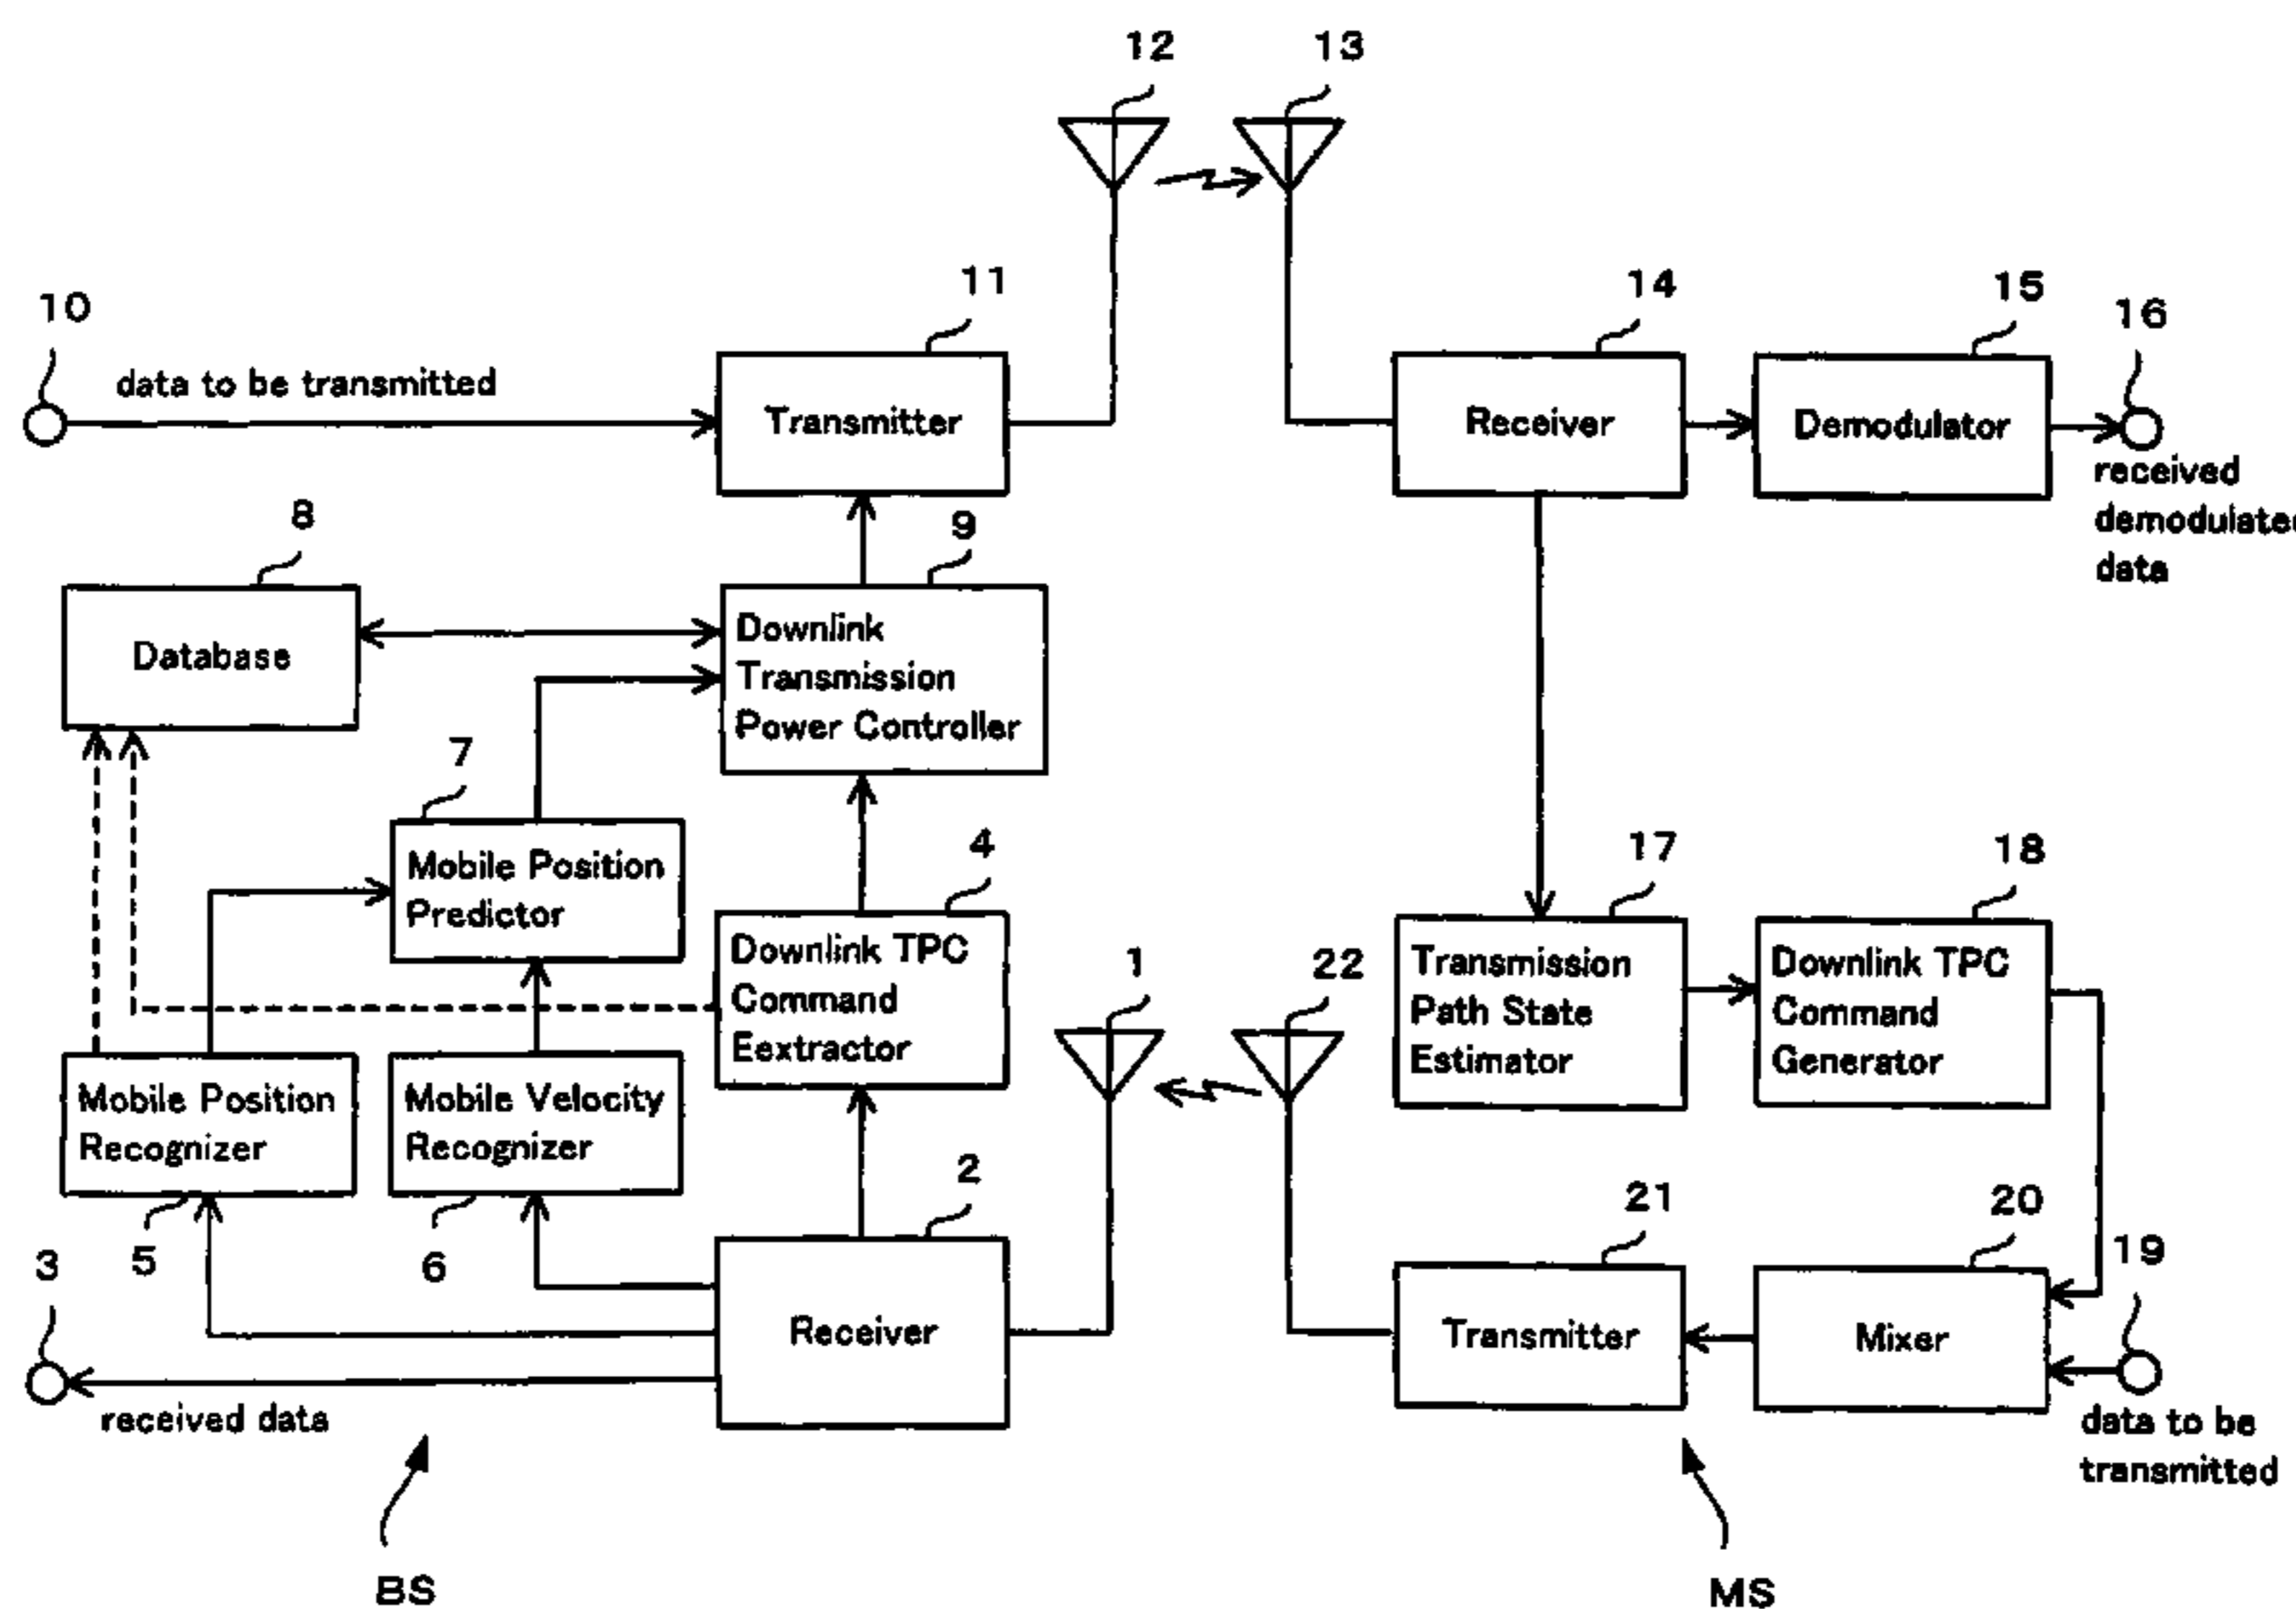 12
13
11
14
15
10
16
data to be transmitted
Transmitter
Receiver
Demodulator
received
demodulated
data
8
9
Database
Downlink
Transmission
Power Controller
7
Mobile Position
Predictor
4
Downlink TPC
Command
Eextractor
17
18
Transmission
Path State
Estimator
Downlink TPC
Command
Generator
1
22
Mobile Position
Recognizer
Mobile Velocity
Recognizer
5
6
2
21
20
19
3
Receiver
Transmitter
Mixer
received data
data to be
transmitted
BS
MS